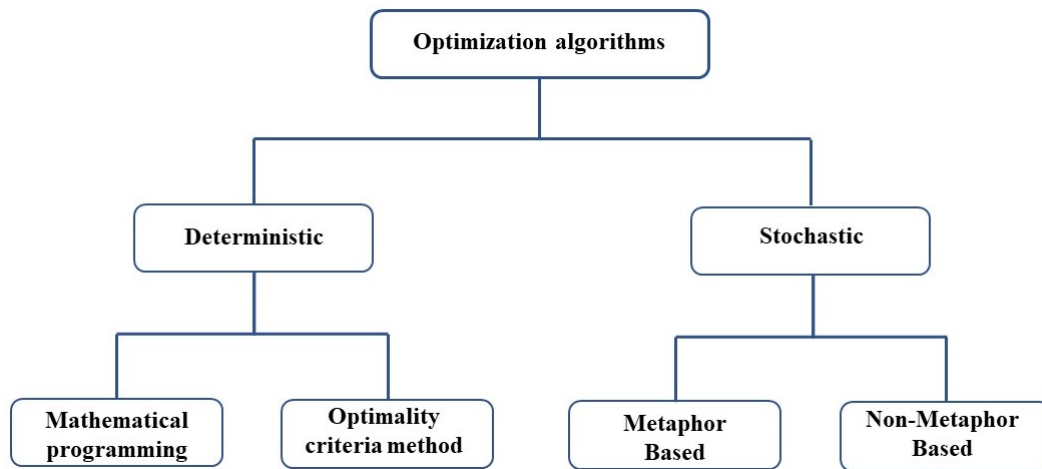 Optimization algorithms
Deterministic
Stochastic
Mathematical
programming
Optimality
criteria method
Metaphor
Based
Non-Metaphor
Based